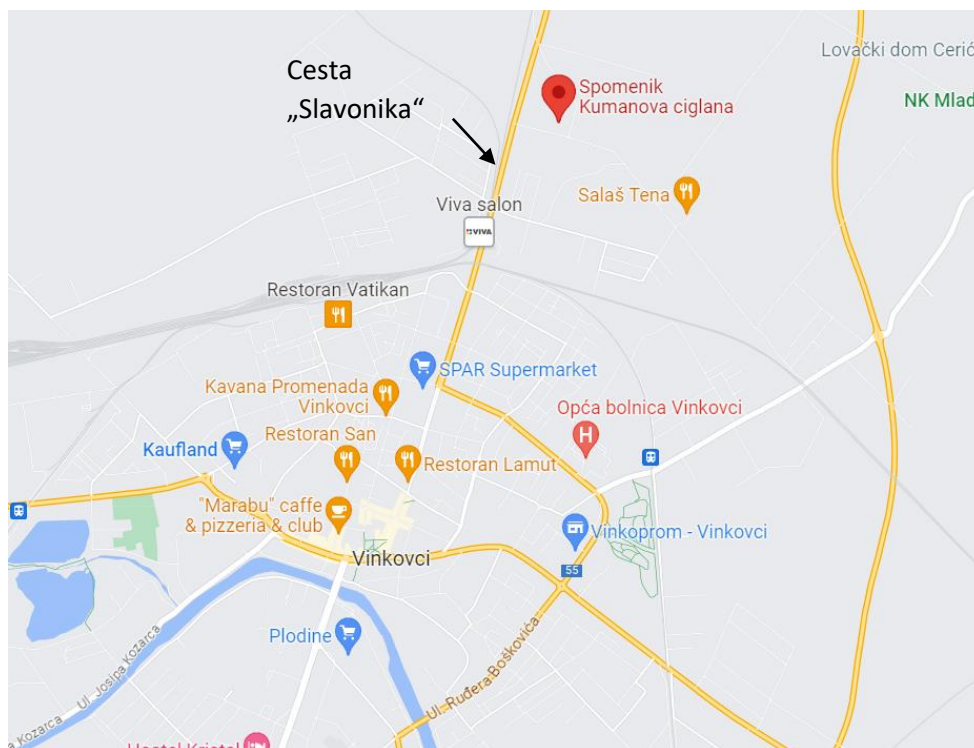 Cesta
„Slavonika“
Spomenik
Kumanova ciglana
Lovački dom Cerić
NK Mlad
Salaš Tena
Viva salon
VIVA
Restoran Vatikan
SPAR Supermarket
Kavana Promenada
Vinkovci
Opća bolnica Vinkovci
H
Restoran San
Kaufland
Restoran Lamut
"Marabu" caffe
& pizzeria & club
Vinkoprom - Vinkovci
Vinkovci
55
Plodine
Ul. Josipa Kozarca
Ul. Ruđera Boškovića
a Kozarca
Hostel Kristel